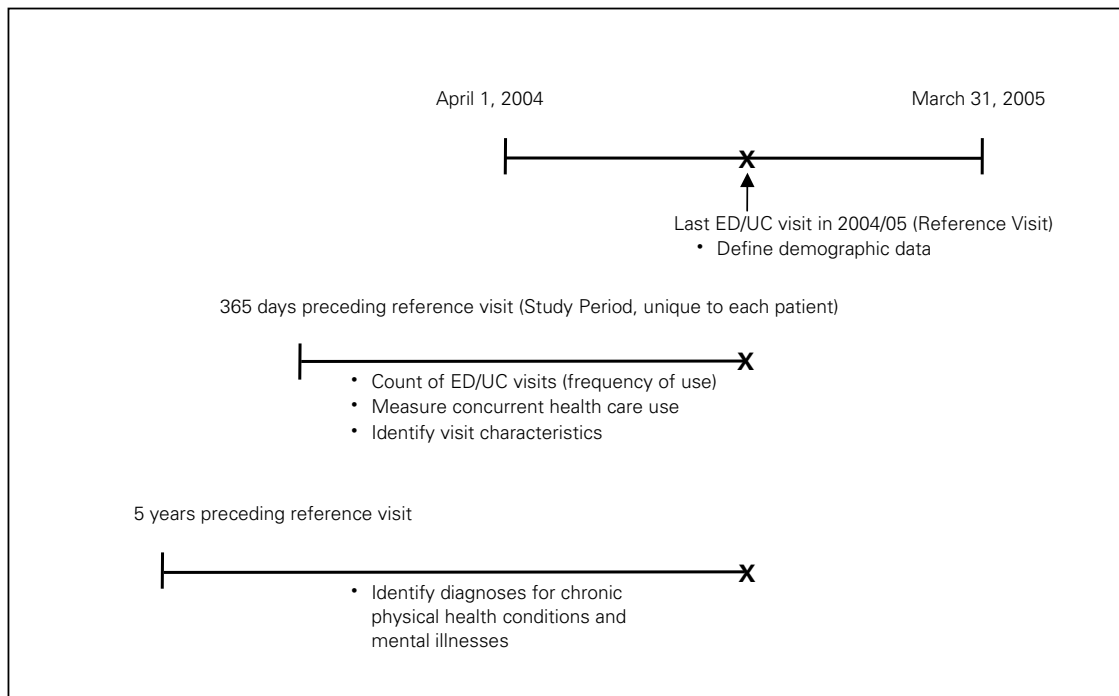 April 1, 2004 March 31, 2005
X
Last ED/UC visit in 2004/05 (Reference Visit)
• Define demographic data
365 days preceding reference visit (Study Period, unique to each patient)
X
• Count of ED/UC visits (frequency of use)
• Measure concurrent health care use
• Identify visit characteristics
5 years preceding reference visit
X
• Identify diagnoses for chronic
physical health conditions and
mental illnesses